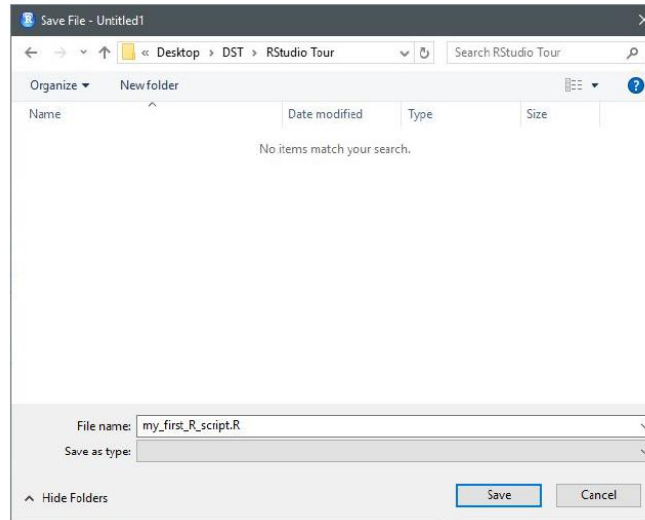 Save File - Untitled1
« Desktop > DST > RStudio Tour
Search RStudio Tour
Organize
New folder
?
Name Date modified Type Size
No items match your search.
File name: my_first_R_script.R
Save as type:
Hide Folders
Save
Cancel